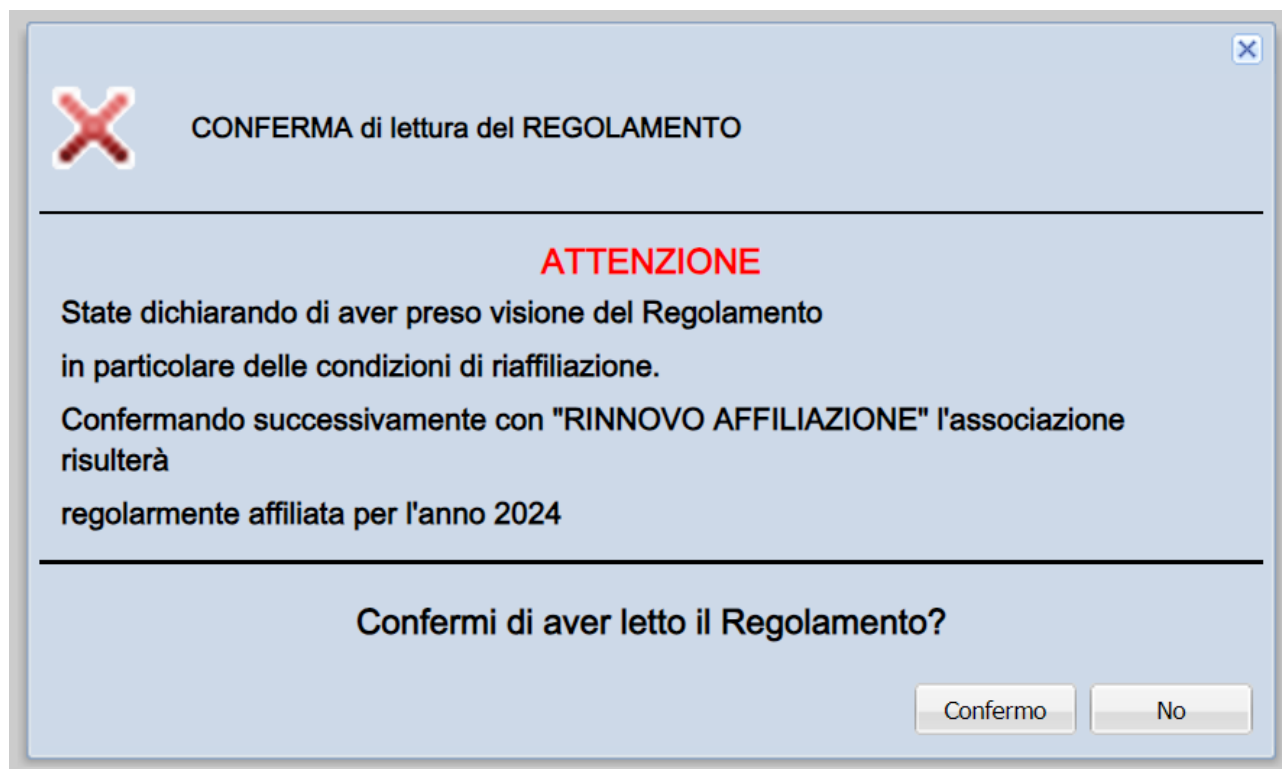 CONFERMA di lettura del REGOLAMENTO
ATTENZIONE
State dichiarando di aver preso visione del Regolamento
in particolare delle condizioni di riaffiliazione.
Confermando successivamente con "RINNOVO AFFILIAZIONE" l'associazione
risulterà
regolarmente affiliata per l'anno 2024
Confermi di aver letto il Regolamento?
Confermo
No